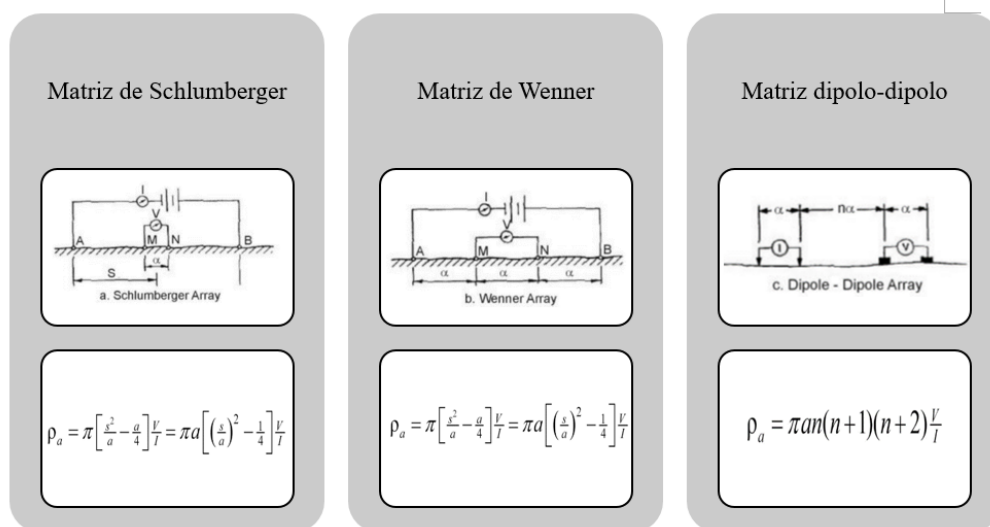 Matriz de Schlumberger
I
V
A M N B
α
S
a. Schlumberger Array
ρₐ = π[s²/a − a/4]V/I = πa[(s/a)² − 1/4]V/I
Matriz de Wenner
I
V
A M N B
α α α
b. Wenner Array
ρₐ = π[s²/a − a/4]V/I = πa[(s/a)² − 1/4]V/I
Matriz dipolo-dipolo
α nα α
I V
c. Dipole - Dipole Array
ρₐ = πan(n+1)(n+2)V/I